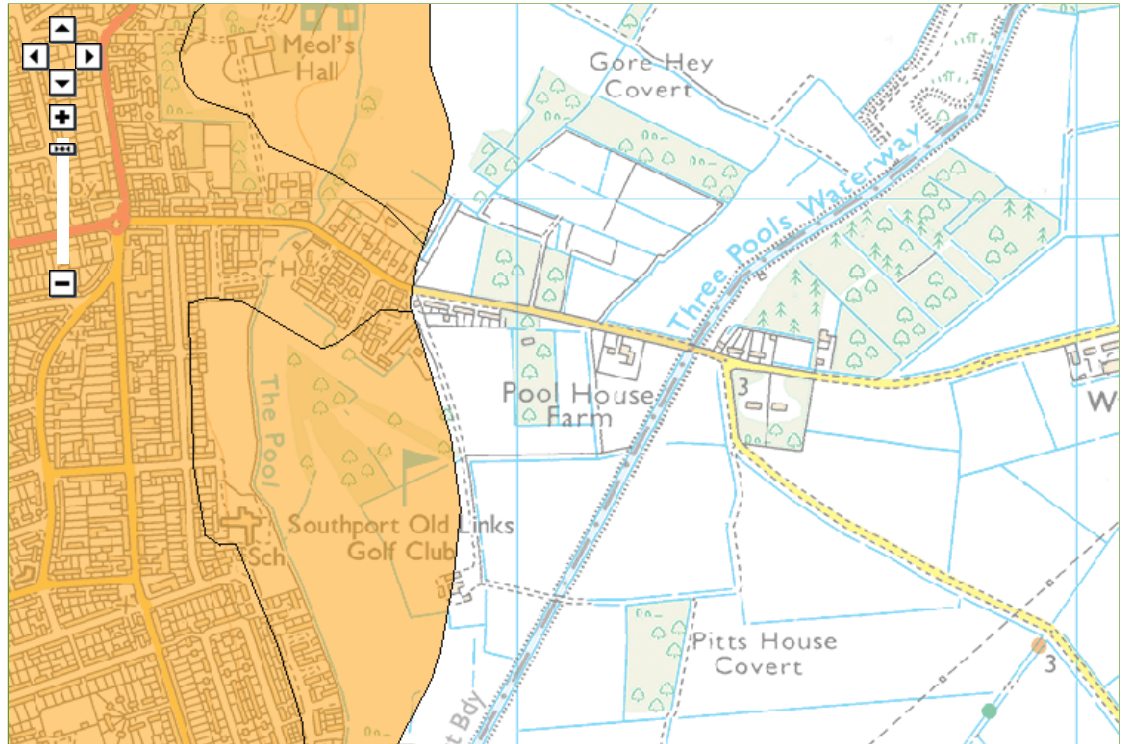 Meol's
Hall
Gore Hey
Covert
Three Pools Waterway
C H
3
Pool House
Farm
W
The Pool
Southport Old Links
Golf Club
Sch
Pitts House
Covert
3
t Bdy